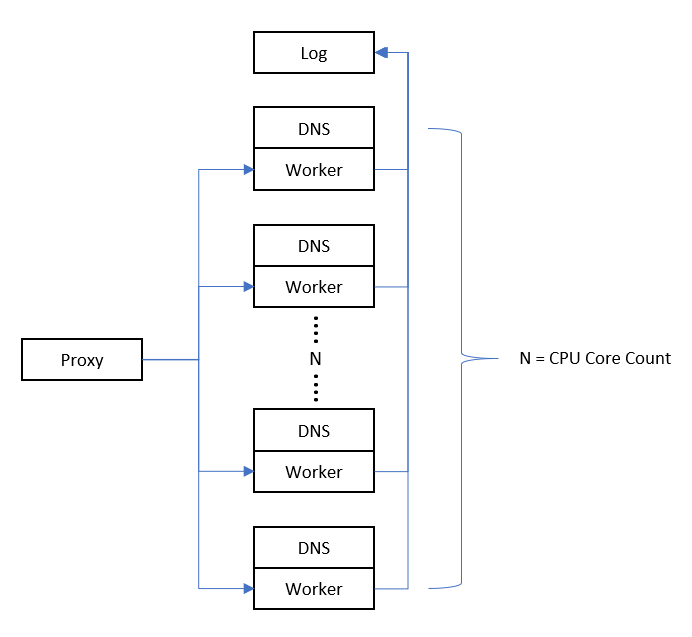 Log
DNS
Worker
DNS
Worker
Proxy
N
N = CPU Core Count
DNS
Worker
DNS
Worker